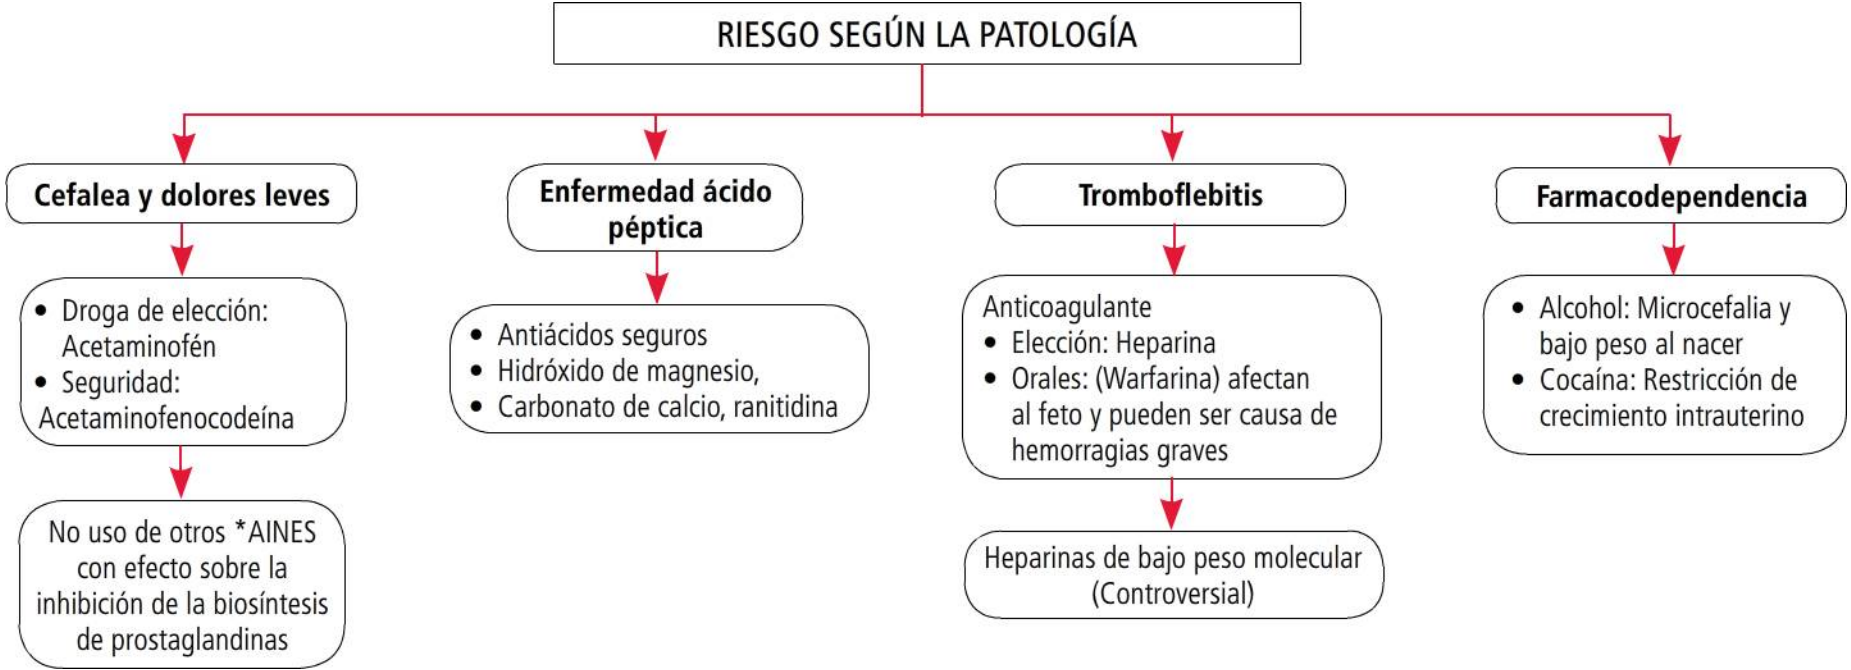 RIESGO SEGÚN LA PATOLOGÍA
Cefalea y dolores leves
• Droga de elección:
Acetaminofén
• Seguridad:
Acetaminofenocodeína
No uso de otros *AINES
con efecto sobre la
inhibición de la biosíntesis
de prostaglandinas
Enfermedad ácido
péptica
• Antiácidos seguros
• Hidróxido de magnesio,
• Carbonato de calcio, ranitidina
Tromboflebitis
Anticoagulante
• Elección: Heparina
• Orales: (Warfarina) afectan
al feto y pueden ser causa de
hemorragias graves
Heparinas de bajo peso molecular
(Controversial)
Farmacodependencia
• Alcohol: Microcefalia y
bajo peso al nacer
• Cocaína: Restricción de
crecimiento intrauterino